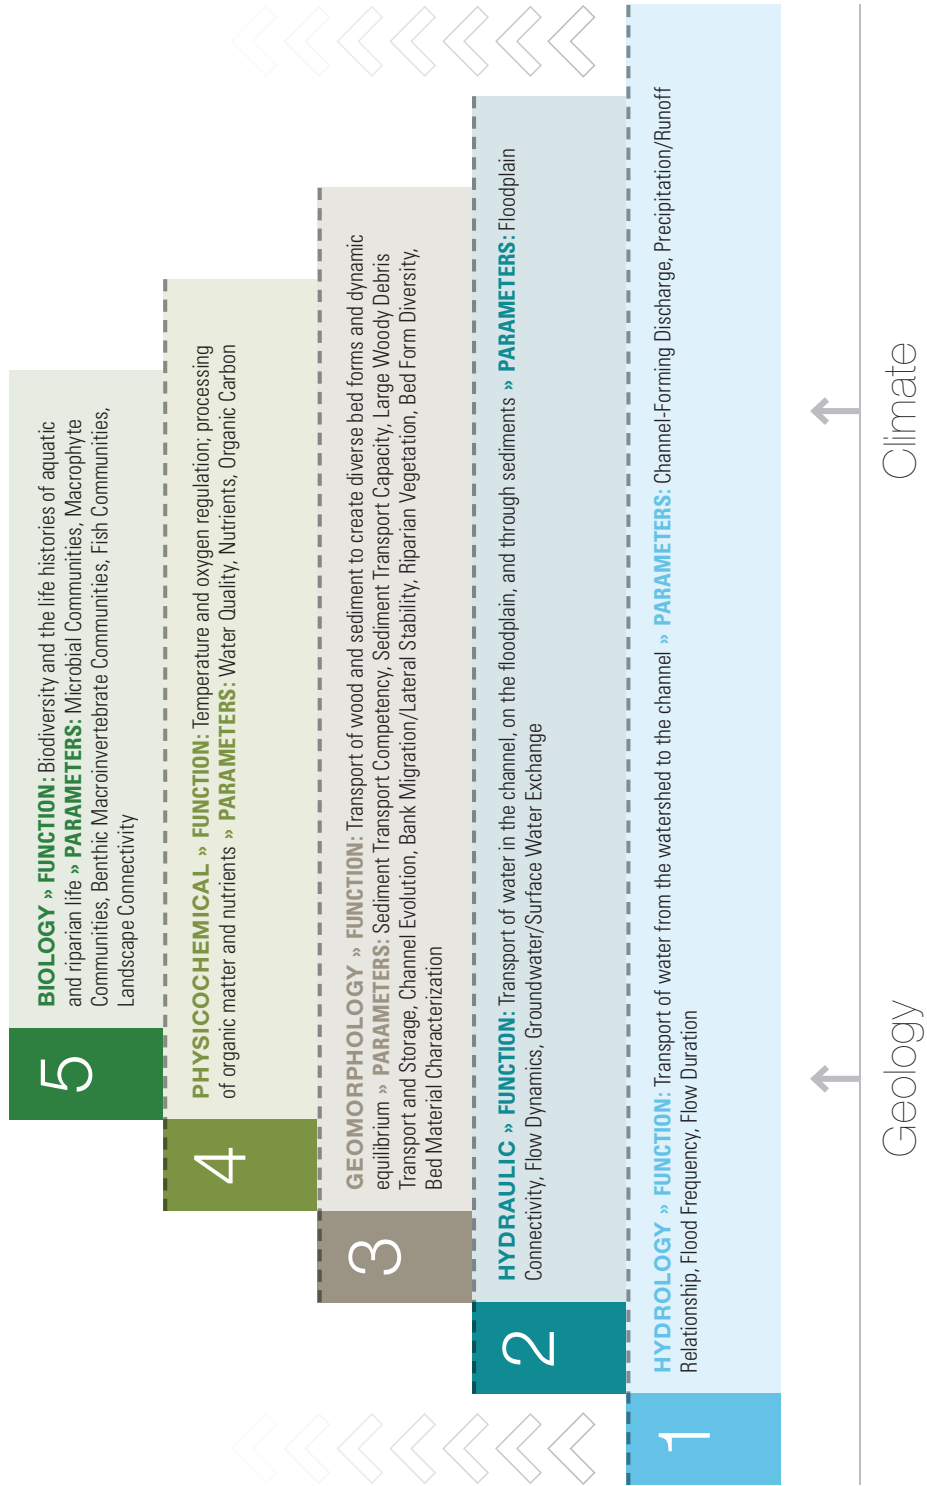 5
BIOLOGY » FUNCTION: Biodiversity and the life histories of aquatic
and riparian life » PARAMETERS: Microbial Communities, Macrophyte
Communities, Benthic Macroinvertebrate Communities, Fish Communities,
Landscape Connectivity
4
PHYSICOCHEMICAL » FUNCTION: Temperature and oxygen regulation; processing
of organic matter and nutrients » PARAMETERS: Water Quality, Nutrients, Organic Carbon
3
GEOMORPHOLOGY » FUNCTION: Transport of wood and sediment to create diverse bed forms and dynamic
equilibrium » PARAMETERS: Sediment Transport Competency, Sediment Transport Capacity, Large Woody Debris
Transport and Storage, Channel Evolution, Bank Migration/Lateral Stability, Riparian Vegetation, Bed Form Diversity,
Bed Material Characterization
2
HYDRAULIC » FUNCTION: Transport of water in the channel, on the floodplain, and through sediments » PARAMETERS: Floodplain
Connectivity, Flow Dynamics, Groundwater/Surface Water Exchange
1
HYDROLOGY » FUNCTION: Transport of water from the watershed to the channel » PARAMETERS: Channel-Forming Discharge, Precipitation/Runoff
Relationship, Flood Frequency, Flow Duration
Geology
Climate